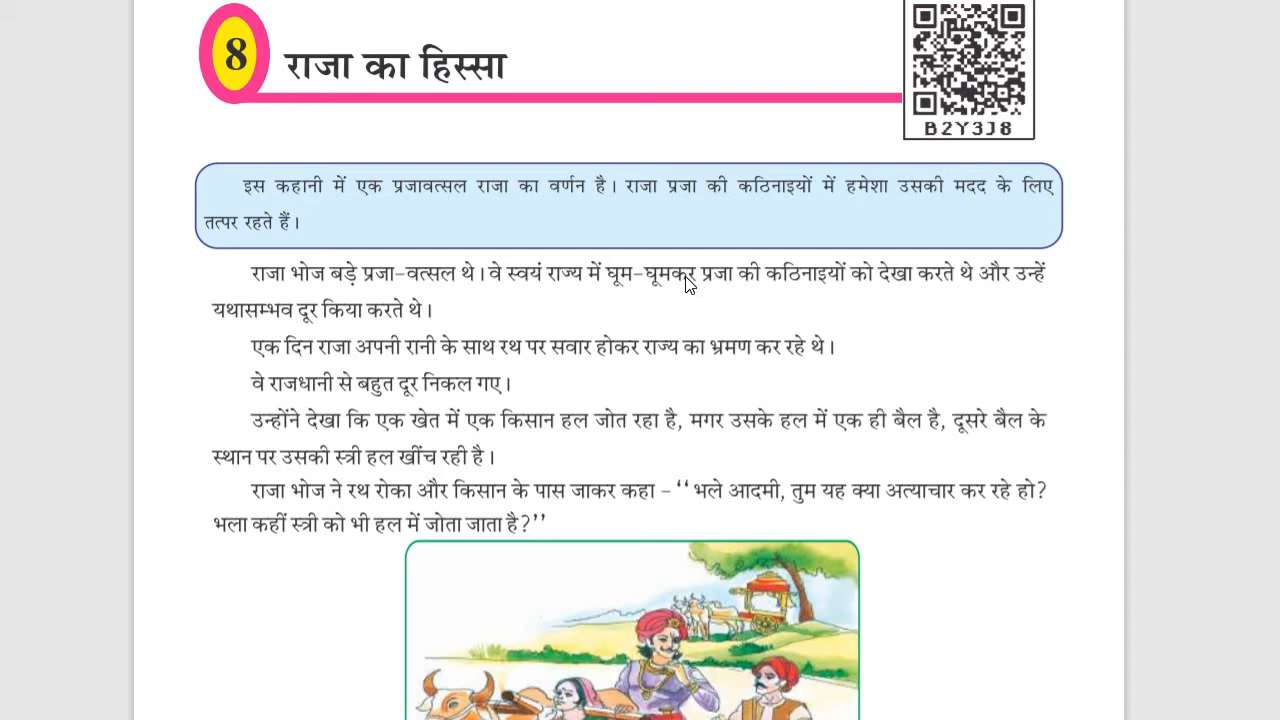 8
राजा का हिस्सा
B2Y3J8
इस कहानी में एक प्रजावत्सल राजा का वर्णन है। राजा प्रजा की कठिनाइयों में हमेशा उसकी मदद के लिए
तत्पर रहते हैं।
राजा भोज बड़े प्रजा-वत्सल थे। वे स्वयं राज्य में घूम-घूमकर प्रजा की कठिनाइयों को देखा करते थे और उन्हें
यथासम्भव दूर किया करते थे।
एक दिन राजा अपनी रानी के साथ रथ पर सवार होकर राज्य का भ्रमण कर रहे थे।
वे राजधानी से बहुत दूर निकल गए।
उन्होंने देखा कि एक खेत में एक किसान हल जोत रहा है, मगर उसके हल में एक ही बैल है, दूसरे बैल के
स्थान पर उसकी स्त्री हल खींच रही है।
राजा भोज ने रथ रोका और किसान के पास जाकर कहा – ‘‘ भले आदमी, तुम यह क्या अत्याचार कर रहे हो?
भला कहीं स्त्री को भी हल में जोता जाता है?’’